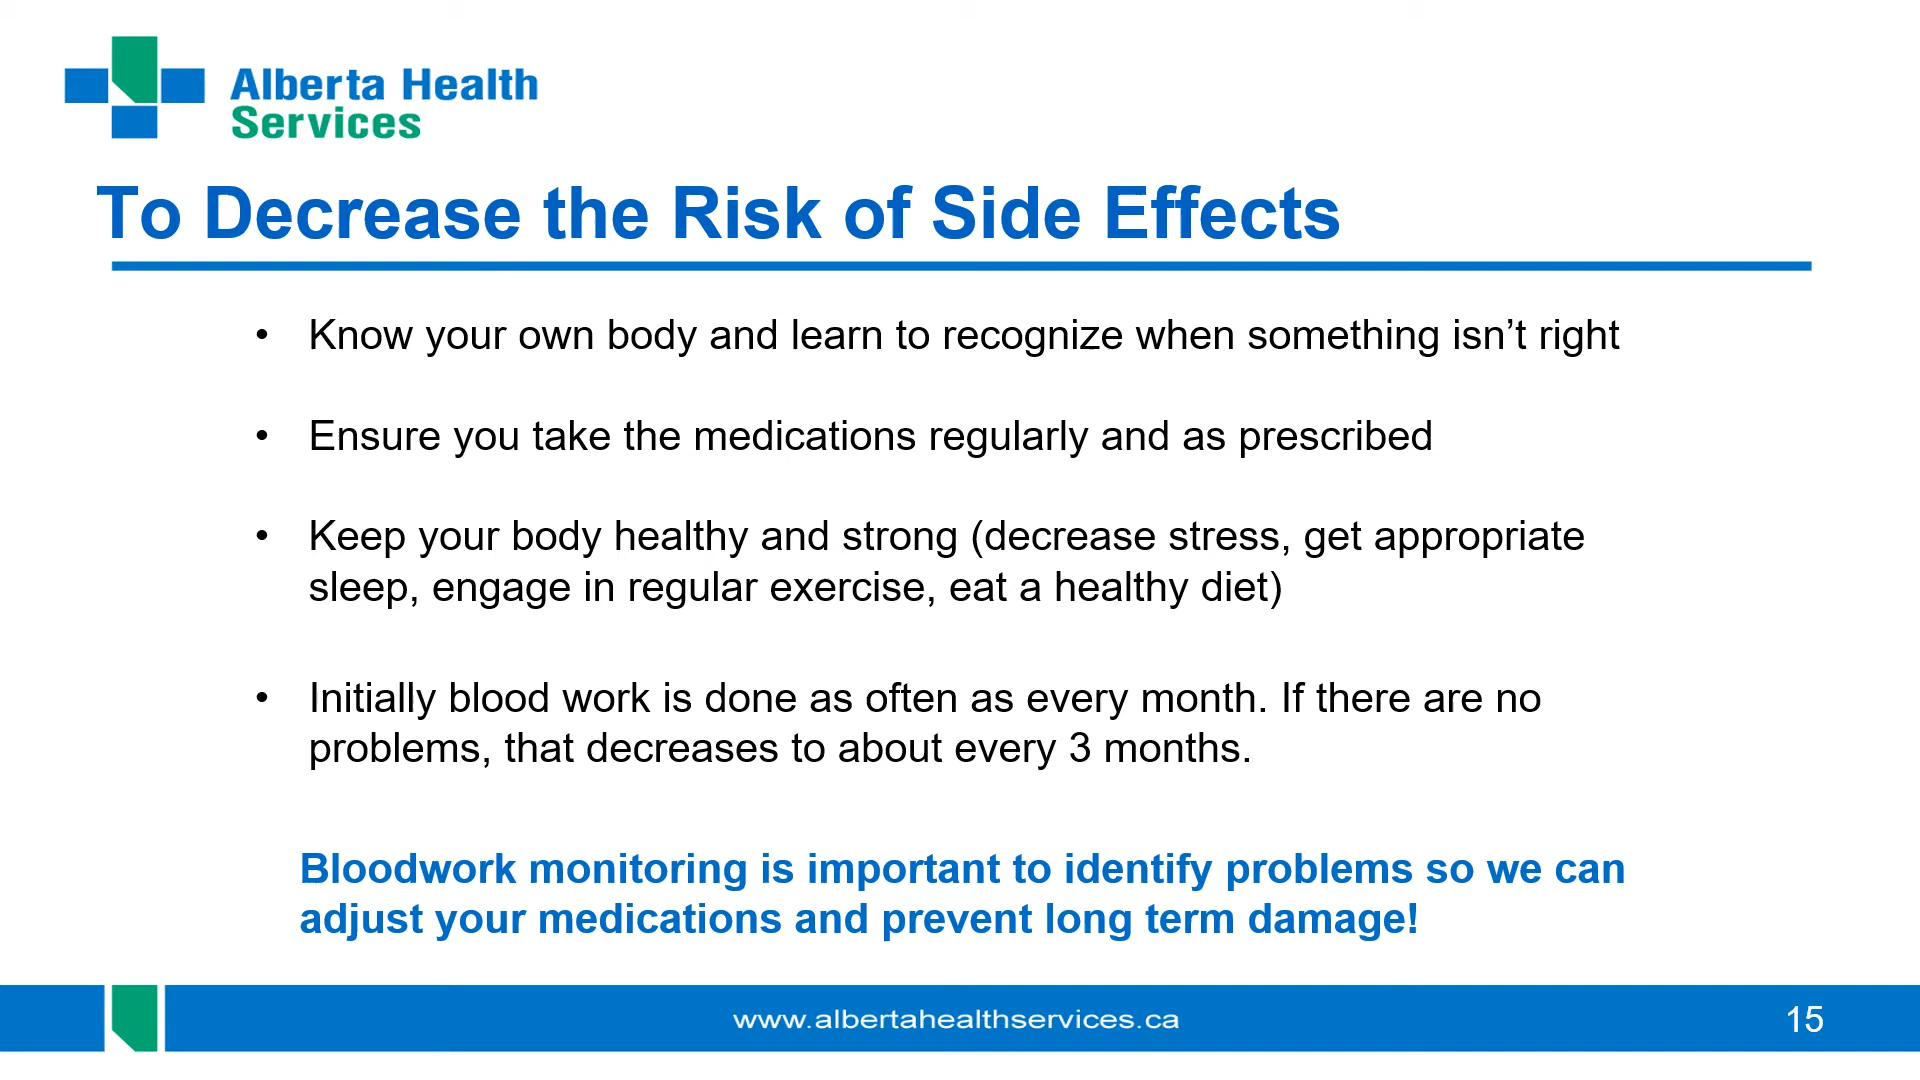 Alberta Health
Services
To Decrease the Risk of Side Effects
• Know your own body and learn to recognize when something isn’t right
• Ensure you take the medications regularly and as prescribed
• Keep your body healthy and strong (decrease stress, get appropriate
sleep, engage in regular exercise, eat a healthy diet)
• Initially blood work is done as often as every month. If there are no
problems, that decreases to about every 3 months.
Bloodwork monitoring is important to identify problems so we can
adjust your medications and prevent long term damage!
www.albertahealthservices.ca
15